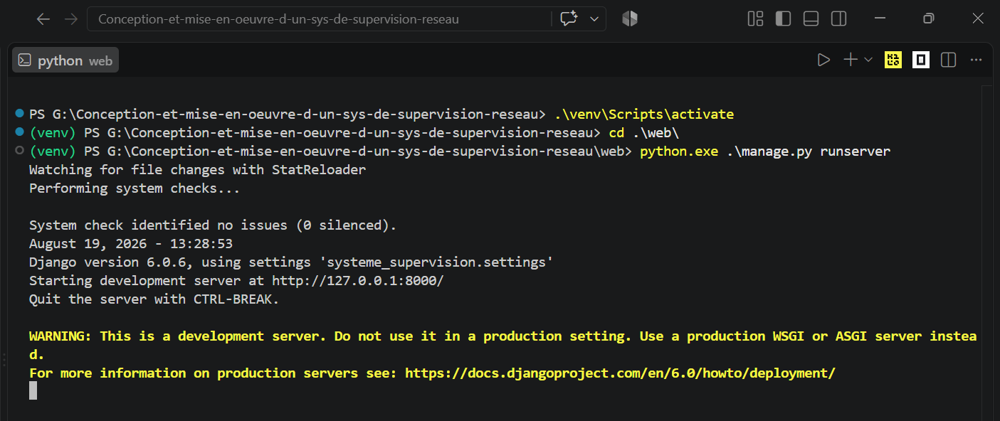 Conception-et-mise-en-oeuvre-d-un-sys-de-supervision-reseau
python web
PS G:\Conception-et-mise-en-oeuvre-d-un-sys-de-supervision-reseau> .\venv\Scripts\activate
(venv) PS G:\Conception-et-mise-en-oeuvre-d-un-sys-de-supervision-reseau> cd .\web\
(venv) PS G:\Conception-et-mise-en-oeuvre-d-un-sys-de-supervision-reseau\web> python.exe .\manage.py runserver
Watching for file changes with StatReloader
Performing system checks...
System check identified no issues (0 silenced).
August 19, 2026 - 13:28:53
Django version 6.0.6, using settings 'systeme_supervision.settings'
Starting development server at http://127.0.0.1:8000/
Quit the server with CTRL-BREAK.
WARNING: This is a development server. Do not use it in a production setting. Use a production WSGI or ASGI server instea
d.
For more information on production servers see: https://docs.djangoproject.com/en/6.0/howto/deployment/